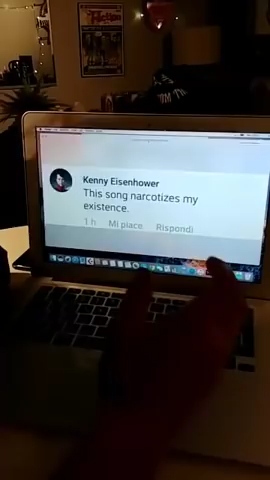 Kenny Eisenhower
This song narcotizes my
existence.
1 h Mi piace Rispondi